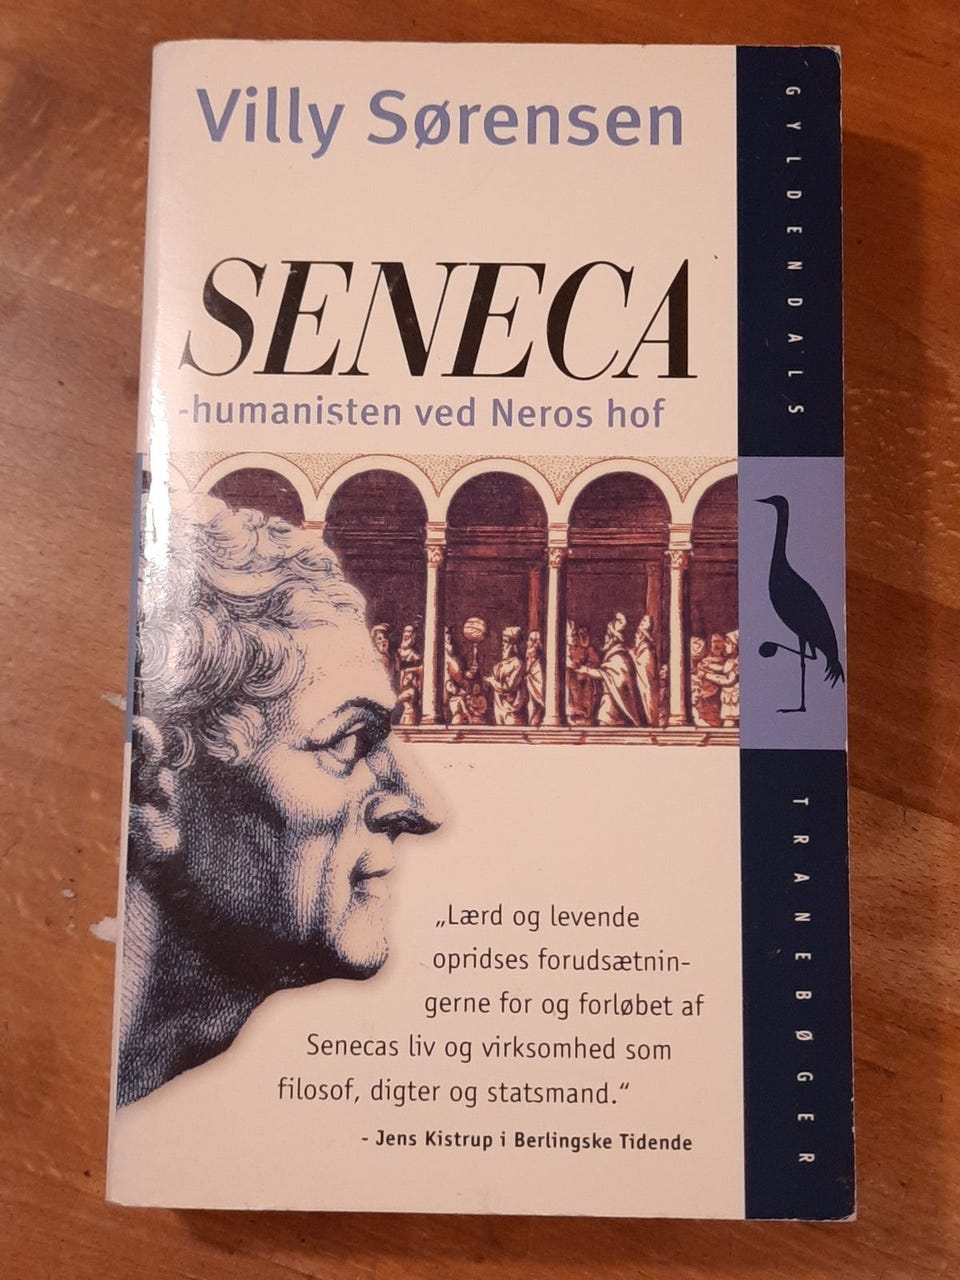 Villy Sørensen
SENECA
-humanisten ved Neros hof
„Lærd og levende
opridses forudsætnin-
gerne for og forløbet af
Senecas liv og virksomhed som
filosof, digter og statsmand.“
- Jens Kistrup i Berlingske Tidende
GYLDENDALS
TRANEBØGER